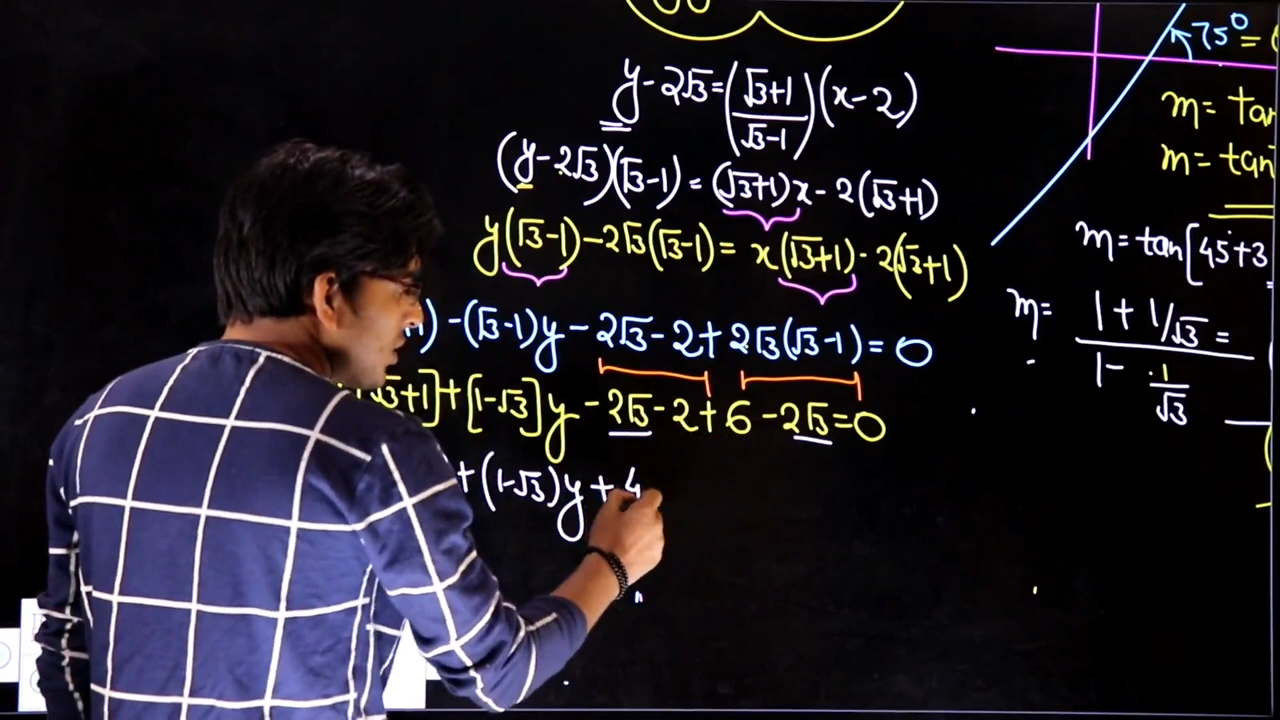 y-2√3=(√3+1/√3-1)(x-2)
(y-2√3)(√3-1) = (√3+1)x - 2(√3+1)
y(√3-1)-2√3(√3-1)= x(√3+1) - 2(√3+1)
-(√3-1)y-2√3-2+2√3(√3-1)=0
√3+1]+[1-√3]y-2√3-2+6-2√3=0
+(1-√3)y+4
75° =
m= tan
m= tan
m=tan[45+3
m= 1+1/√3 =
1- 1/√3